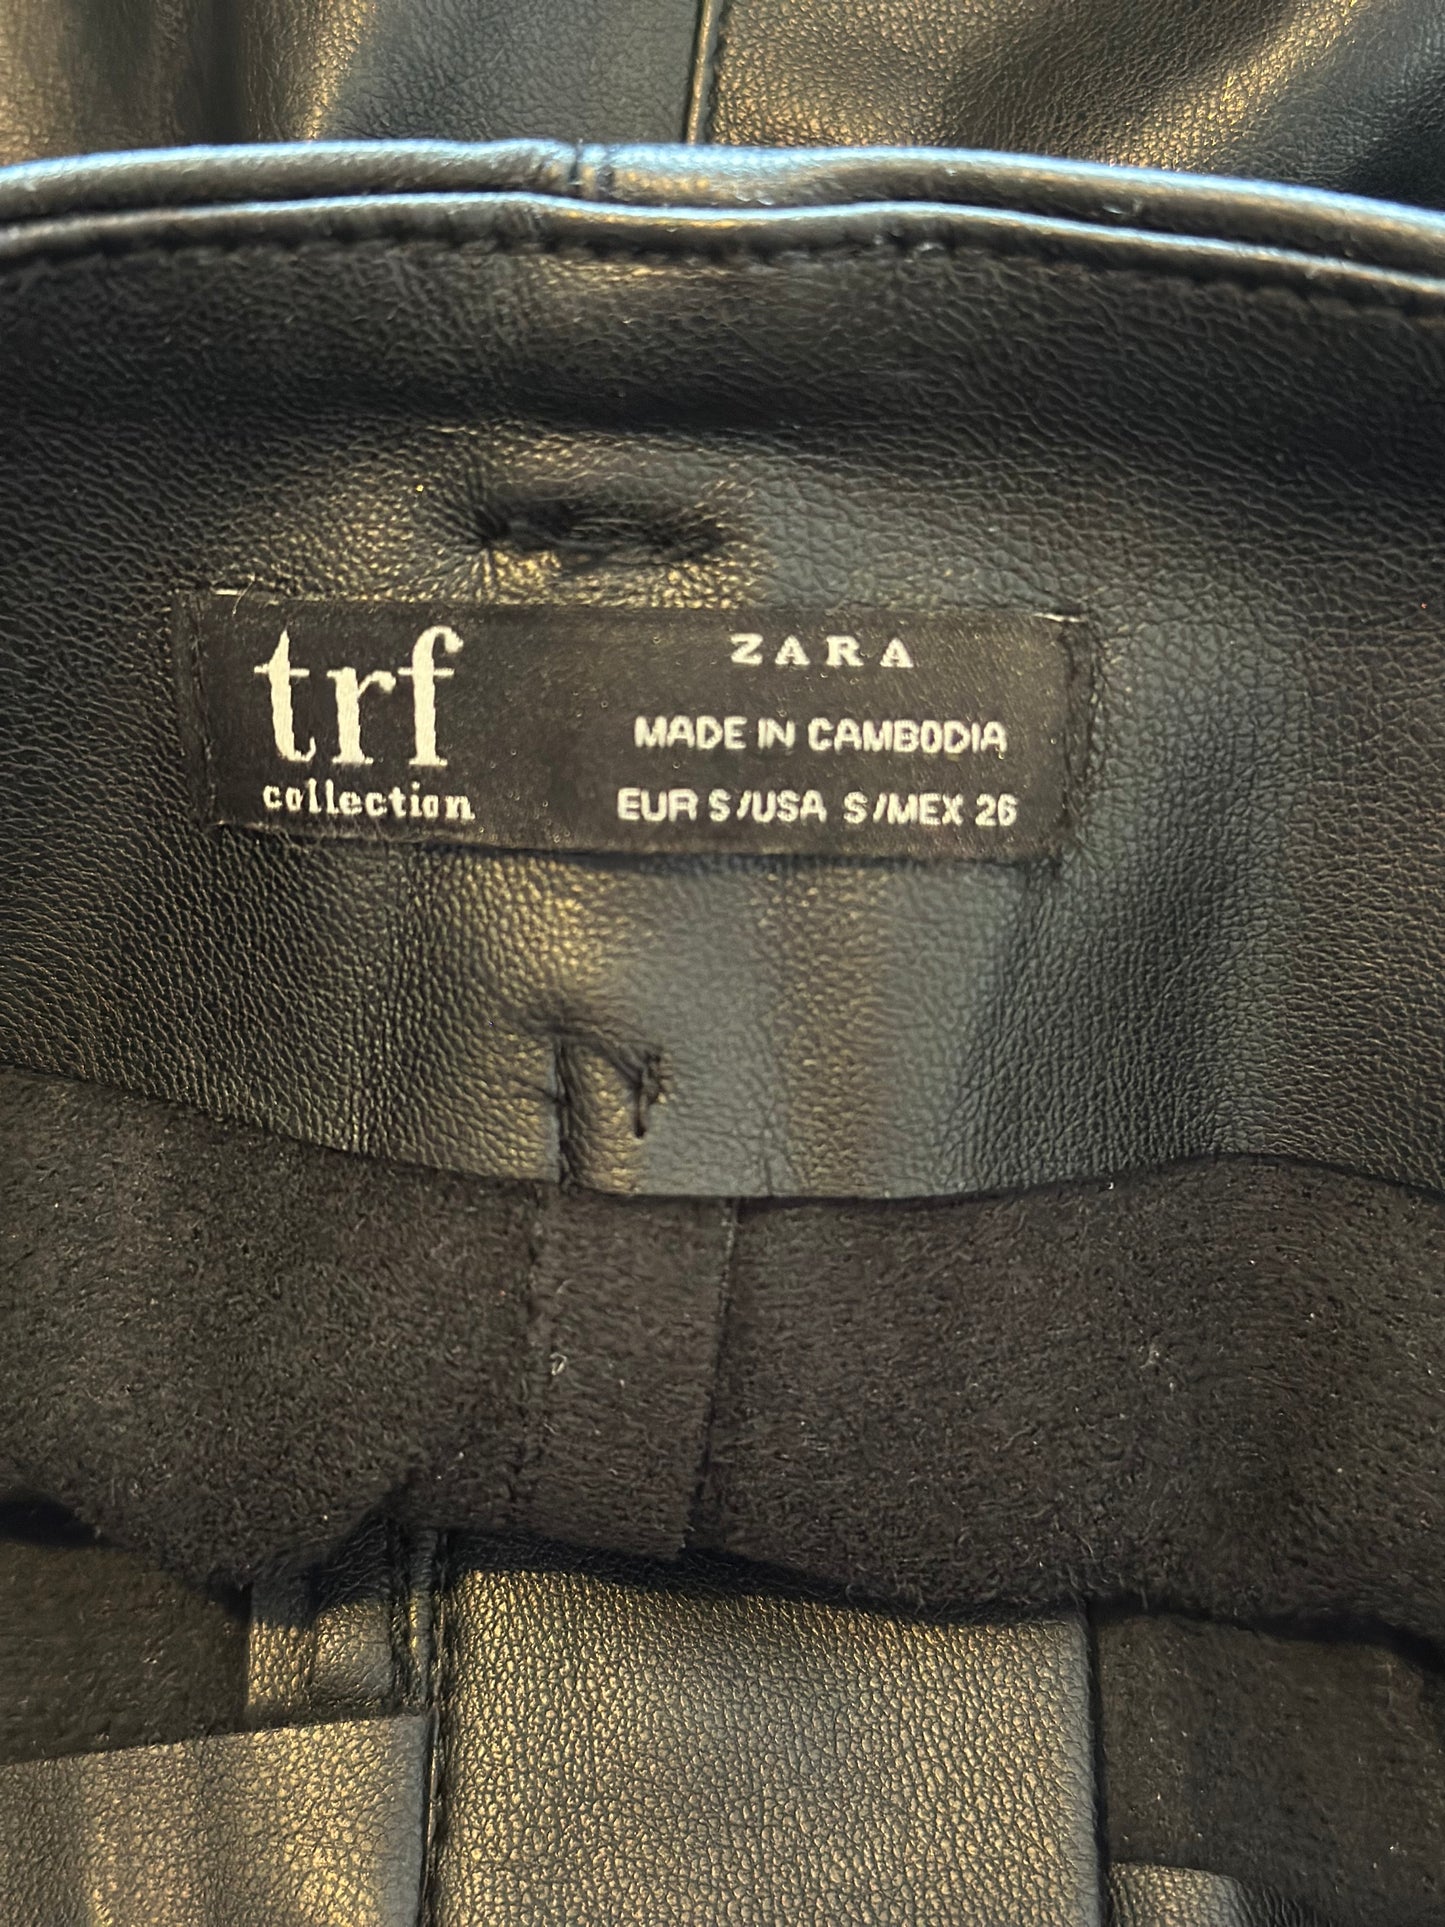 trf
collection
ZARA
MADE IN CAMBODIA
EUR S/USA S/MEX 26